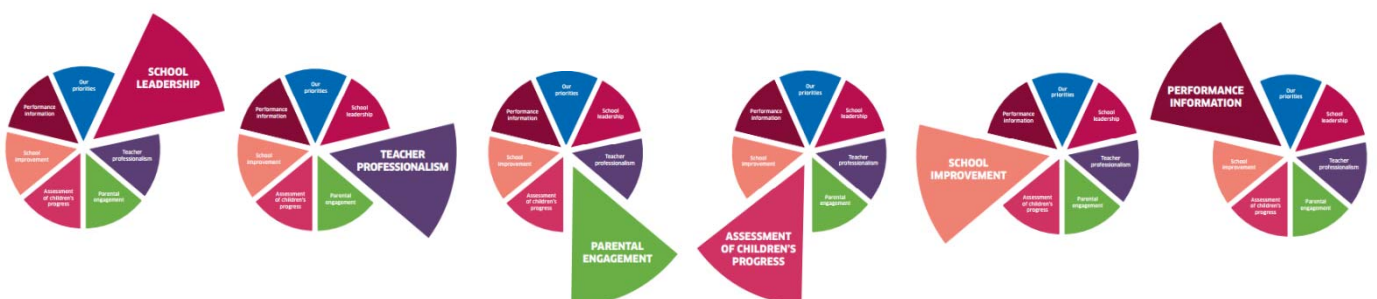 Our
priorities
SCHOOL
LEADERSHIP
Teacher
professionalism
Parental
engagement
Assessment
of children's
progress
School
improvement
Performance
information
Our
priorities
School
leadership
TEACHER
PROFESSIONALISM
Parental
engagement
Assessment
of children's
progress
School
improvement
Performance
information
Our
priorities
School
leadership
Teacher
professionalism
PARENTAL
ENGAGEMENT
Assessment
of children's
progress
School
improvement
Performance
information
Our
priorities
School
leadership
Teacher
professionalism
Parental
engagement
ASSESSMENT
OF CHILDREN'S
PROGRESS
School
improvement
Performance
information
Our
priorities
School
leadership
Teacher
professionalism
Parental
engagement
Assessment
of children's
progress
SCHOOL
IMPROVEMENT
Performance
information
Our
priorities
School
leadership
Teacher
professionalism
Parental
engagement
Assessment
of children's
progress
School
improvement
PERFORMANCE
INFORMATION